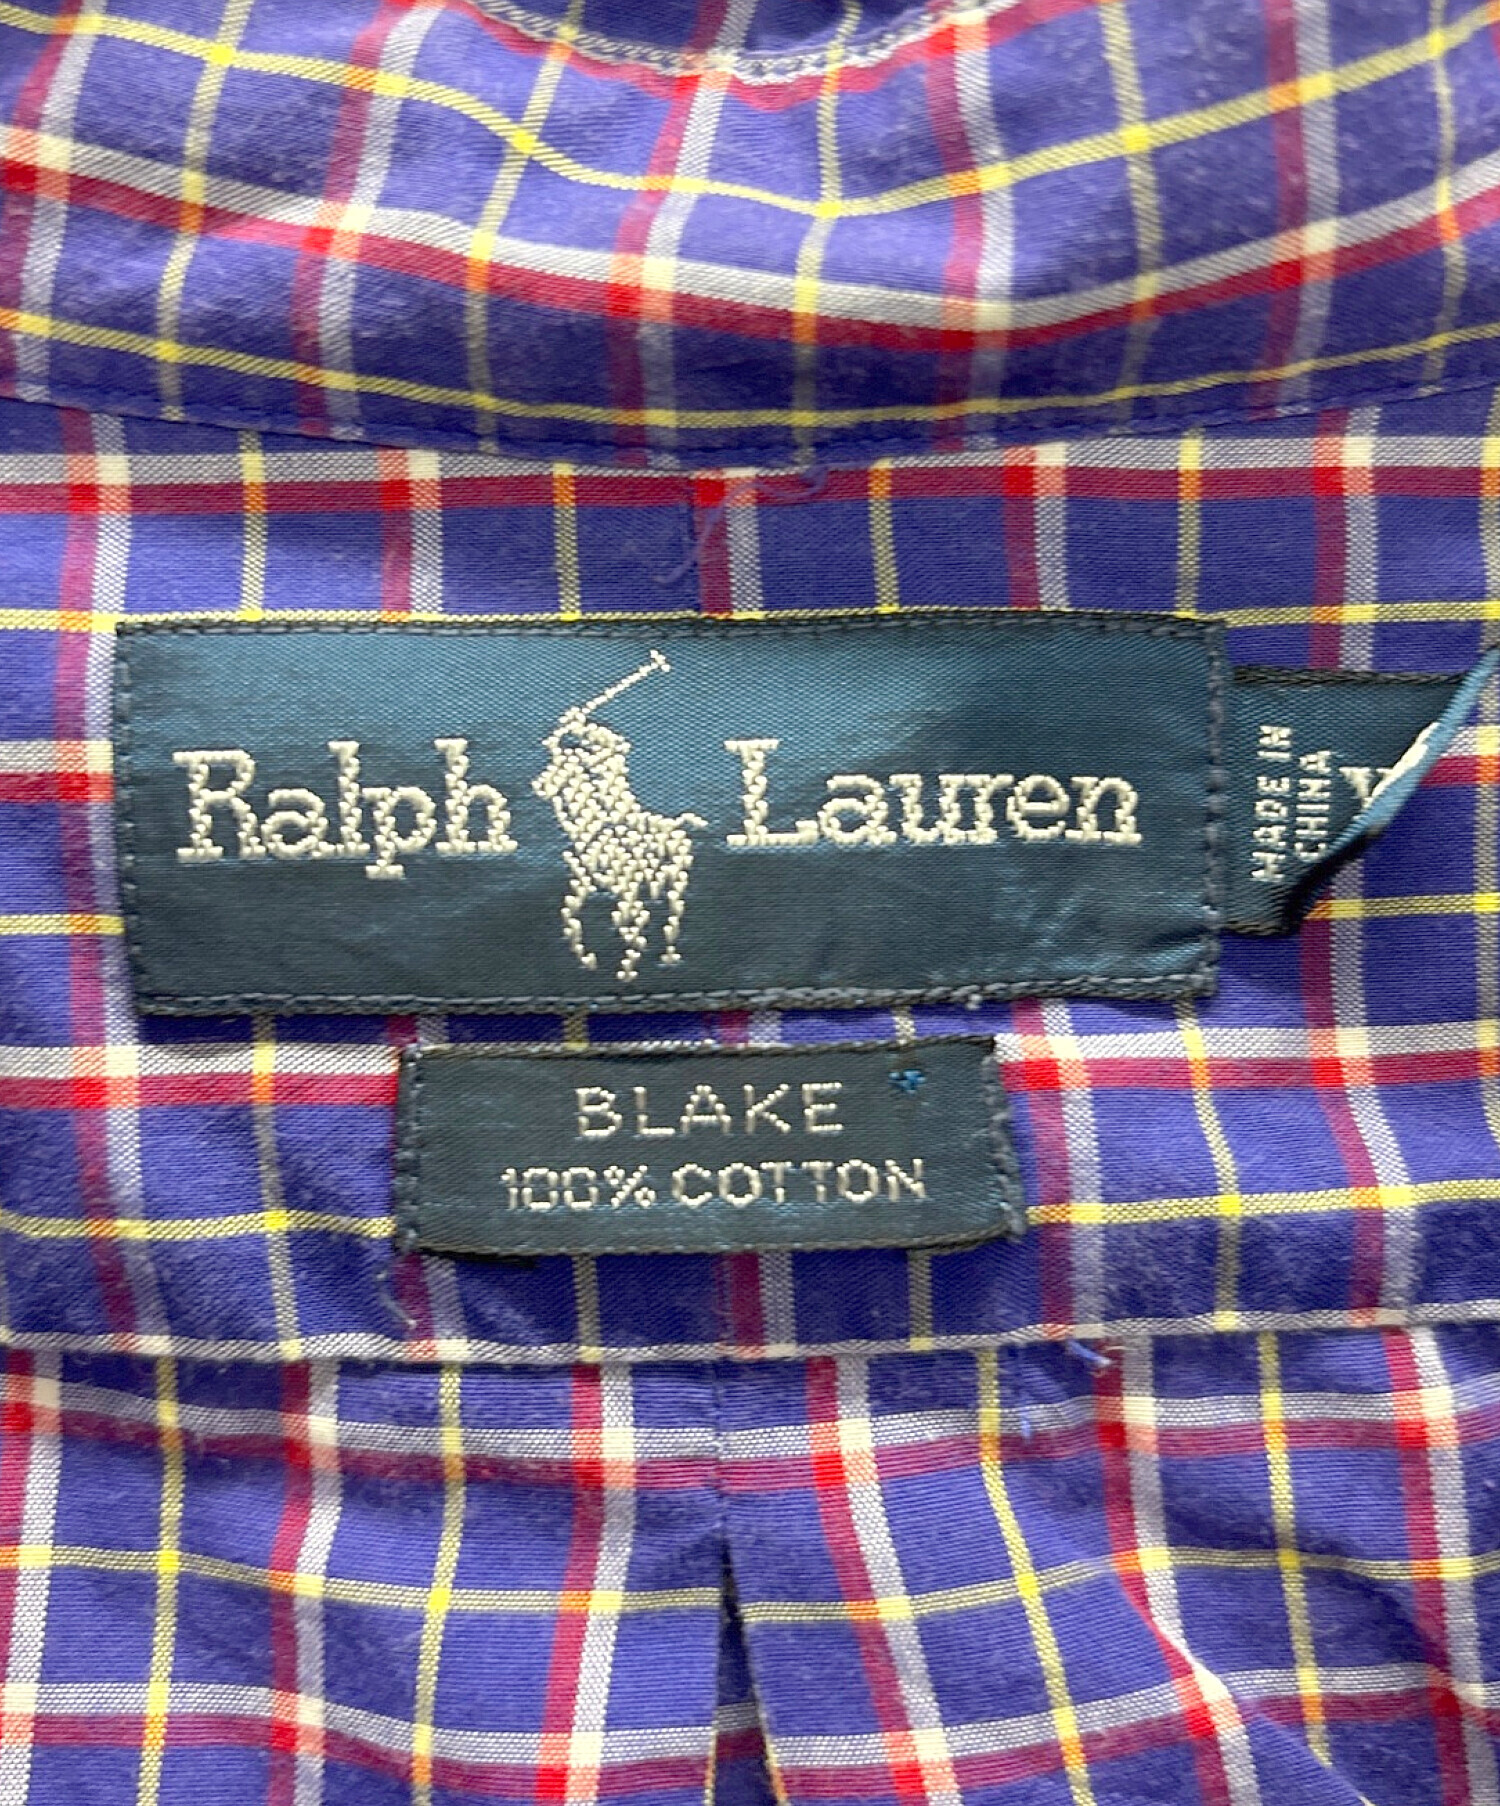 Ralph Lauren
MADE IN
CHINA
BLAKE
100% COTTON